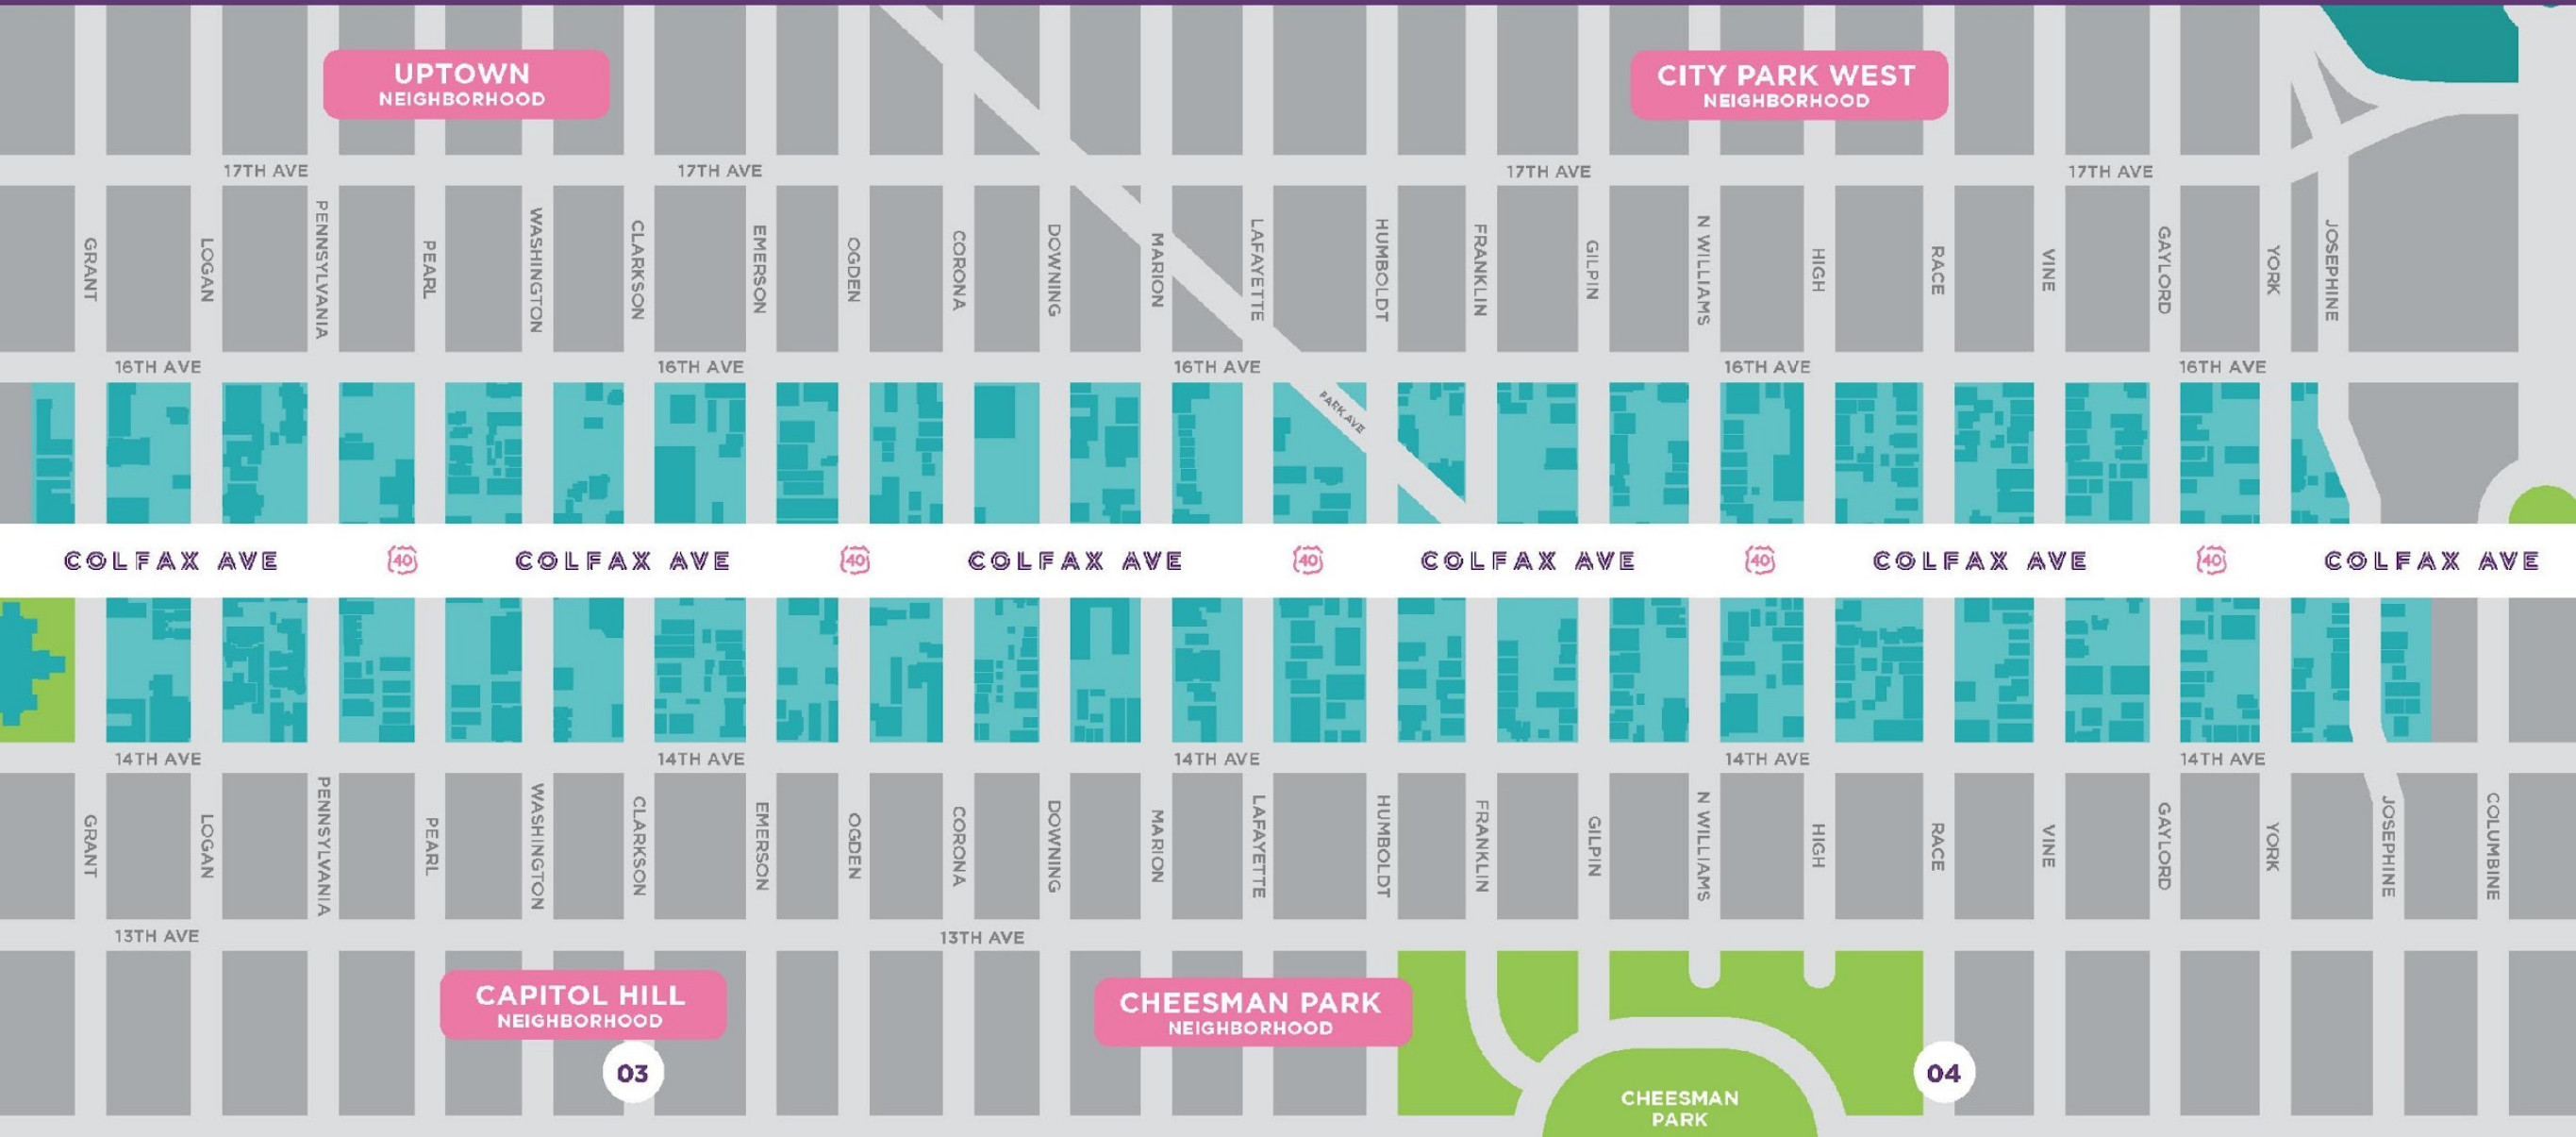 UPTOWN
NEIGHBORHOOD
CITY PARK WEST
NEIGHBORHOOD
17TH AVE
17TH AVE
17TH AVE
17TH AVE
GRANT
LOGAN
PENNSYLVANIA
PEARL
WASHINGTON
CLARKSON
EMERSON
OGDEN
CORONA
DOWNING
MARION
LAFAYETTE
HUMBOLDT
FRANKLIN
GILPIN
N WILLIAMS
HIGH
RACE
VINE
GAYLORD
YORK
JOSEPHINE
16TH AVE
16TH AVE
16TH AVE
16TH AVE
16TH AVE
PARK AVE
COLFAX AVE
40
COLFAX AVE
40
COLFAX AVE
40
COLFAX AVE
40
COLFAX AVE
40
COLFAX AVE
14TH AVE
14TH AVE
14TH AVE
14TH AVE
14TH AVE
GRANT
LOGAN
PENNSYLVANIA
PEARL
WASHINGTON
CLARKSON
EMERSON
OGDEN
CORONA
DOWNING
MARION
LAFAYETTE
HUMBOLDT
FRANKLIN
GILPIN
N WILLIAMS
HIGH
RACE
VINE
GAYLORD
YORK
JOSEPHINE
COLUMBINE
13TH AVE
13TH AVE
CAPITOL HILL
NEIGHBORHOOD
CHEESMAN PARK
NEIGHBORHOOD
03
04
CHEESMAN
PARK